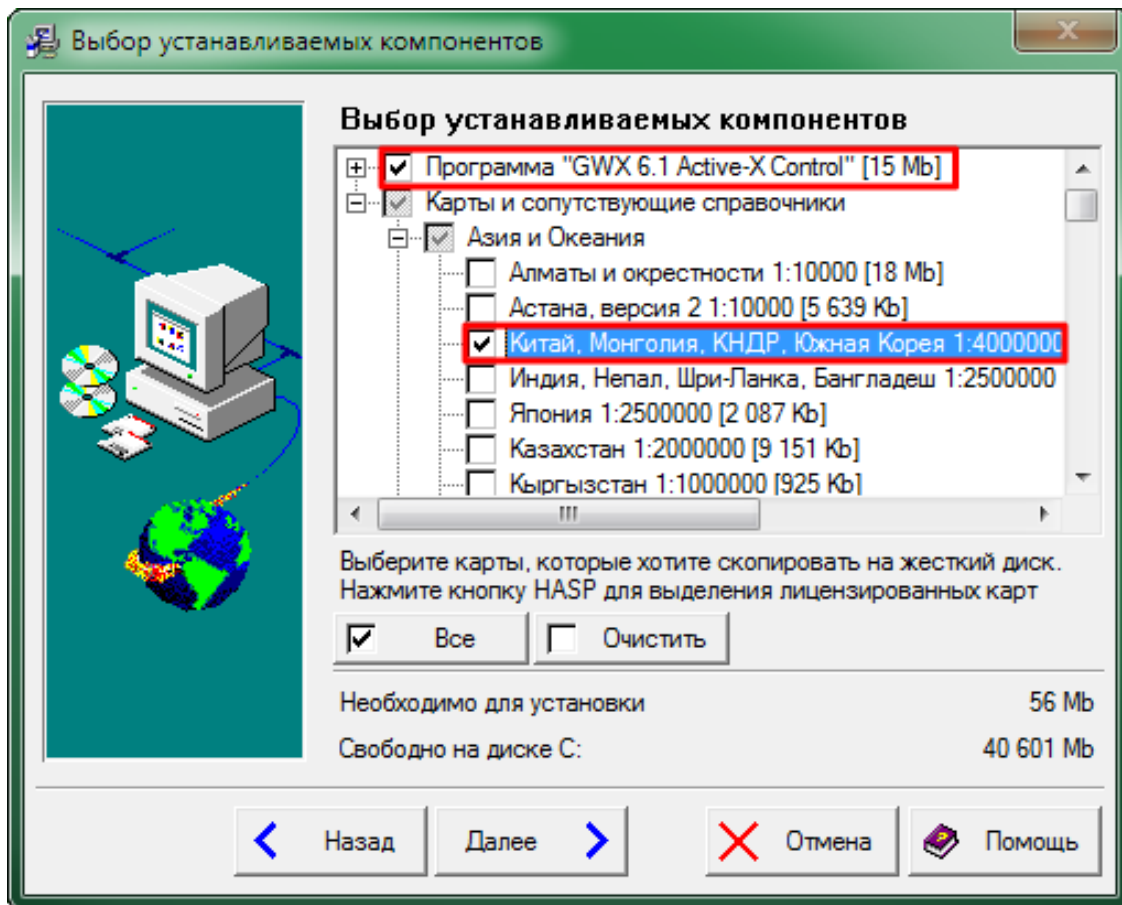 Выбор устанавливаемых компонентов
Выбор устанавливаемых компонентов
Программа "GWX 6.1 Active-X Control" [15 Mb]
Карты и сопутствующие справочники
Азия и Океания
Алматы и окрестности 1:10000 [18 Mb]
Астана, версия 2 1:10000 [5 639 Kb]
Китай, Монголия, КНДР, Южная Корея 1:4000000
Индия, Непал, Шри-Ланка, Бангладеш 1:2500000
Япония 1:2500000 [2 087 Kb]
Казахстан 1:2000000 [9 151 Kb]
Кыргызстан 1:1000000 [925 Kb]
Выберите карты, которые хотите скопировать на жесткий диск.
Нажмите кнопку HASP для выделения лицензированных карт
Все Очистить
Необходимо для установки 56 Mb
Свободно на диске C: 40 601 Mb
Назад Далее Отмена Помощь